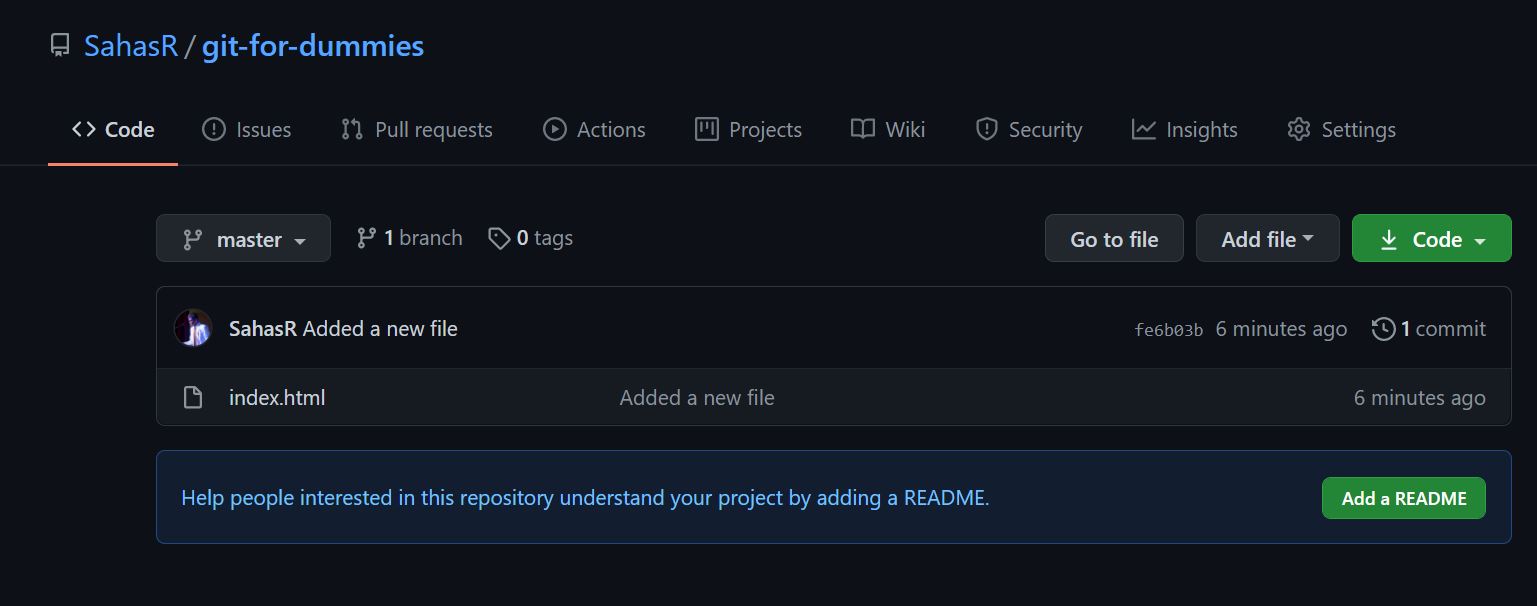 SahasR / git-for-dummies
Code Issues Pull requests Actions Projects Wiki Security Insights Settings
master 1 branch 0 tags Go to file Add file Code
SahasR Added a new file fe6b03b 6 minutes ago 1 commit
index.html Added a new file 6 minutes ago
Help people interested in this repository understand your project by adding a README. Add a README